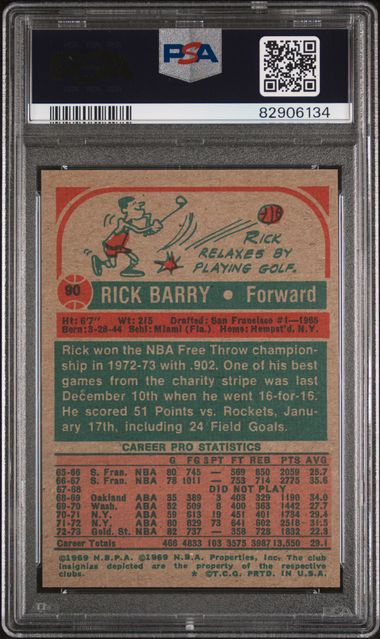 PSA
82906134
RICK
RELAXES BY
PLAYING GOLF.
90 RICK BARRY • Forward
Ht: 6'7" Wt: 215 Drafted: San Francisco #1—1965
Born: 3-28-44 Schl: Miami (Fla.) Home: Hempst'd, N.Y.
Rick won the NBA Free Throw champion-
ship in 1972-73 with .902. One of his best
games from the charity stripe was last
December 10th when he went 16-for-16.
He scored 51 Points vs. Rockets, Janu-
ary 17th, including 24 Field Goals.
CAREER PRO STATISTICS
G FG 3PT FT REB PTS AVG
65-66 S. Fran. NBA 80 745 — 569 850 2059 25.7
66-67 S. Fran. NBA 78 1011 — 753 714 2775 35.6
67-68 DID NOT PLAY
68-69 Oakland ABA 35 389 3 403 329 1190 34.0
69-70 Wash. ABA 52 509 8 400 363 1442 27.7
70-71 N.Y. ABA 59 613 19 451 401 1734 29.4
71-72 N.Y. ABA 80 829 73 641 602 2518 31.5
72-73 Gold. St. NBA 82 737 — 358 728 1832 22.3
Career Totals 466 4833 103 3575 3987 13,550 29.1
©1969 N.B.P.A. ©1969 N.B.A. Properties, Inc. The club
insignias depicted are the property of the respective
clubs. * ©T.C.G. PRTD. IN U.S.A.